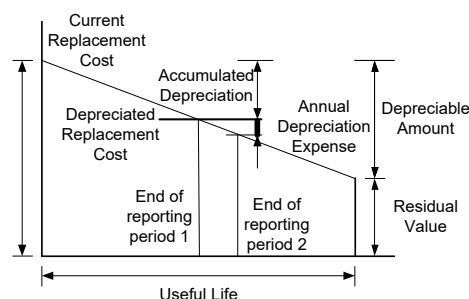 Current
Replacement
Cost
Accumulated
Depreciation
Depreciated
Replacement
Cost
Annual
Depreciation
Expense
Depreciable
Amount
End of
reporting
period 1
End of
reporting
period 2
Residual
Value
Useful Life